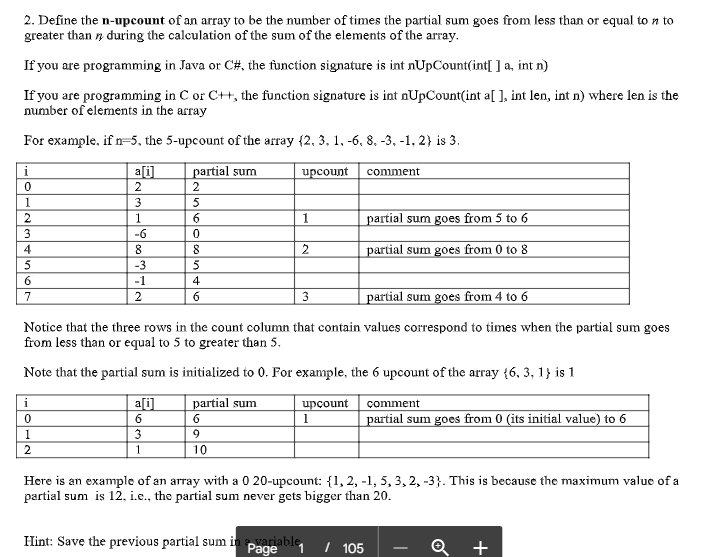 2. Define the n-upcount of an array to be the number of times the partial sum goes from less than or equal to n to
greater than n during the calculation of the sum of the elements of the array.
If you are programming in Java or C#, the function signature is int nUpCount(int[ ] a, int n)
If you are programming in C or C++, the function signature is int nUpCount(int a[ ], int len, int n) where len is the
number of elements in the array
For example, if n=5, the 5-upcount of the array {2, 3, 1, -6, 8, -3, -1, 2} is 3.
i a[i] partial sum upcount comment
0 2 2
1 3 5
2 1 6 1 partial sum goes from 5 to 6
3 -6 0
4 8 8 2 partial sum goes from 0 to 8
5 -3 5
6 -1 4
7 2 6 3 partial sum goes from 4 to 6
Notice that the three rows in the count column that contain values correspond to times when the partial sum goes
from less than or equal to 5 to greater than 5.
Note that the partial sum is initialized to 0. For example, the 6 upcount of the array {6, 3, 1} is 1
i a[i] partial sum upcount comment
0 6 6 1 partial sum goes from 0 (its initial value) to 6
1 3 9
2 1 10
Here is an example of an array with a 0 20-upcount: {1, 2, -1, 5, 3, 2, -3}. This is because the maximum value of a
partial sum is 12, i.e., the partial sum never gets bigger than 20.
Hint: Save the previous partial sum in a variable
Page 1 / 105 — +